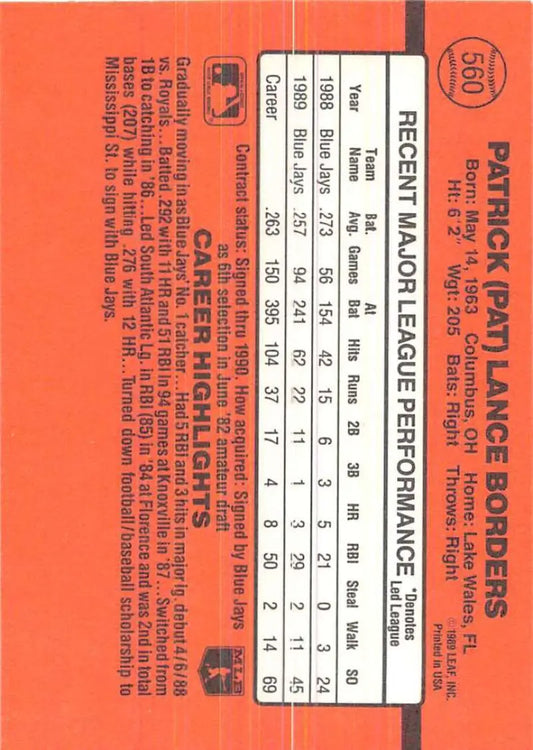 560
PATRICK (PAT) LANCE BORDERS
Born: May 14, 1963 Columbus, OH Home: Lake Wales, FL
Ht: 6'2" Wgt: 205 Bats: Right Throws: Right
©1989 LEAF, INC.
Printed in USA
RECENT MAJOR LEAGUE PERFORMANCE
*Denotes
Led League
Year Team Name Bat. Avg. Games At Bat Hits Runs 2B 3B HR RBI Steal Walk SO
1988 Blue Jays .273 56 154 42 15 6 3 5 21 0 3 24
1989 Blue Jays .257 94 241 62 22 11 1 3 29 2 11 45
Career .263 150 395 104 37 17 4 8 50 2 14 69
Contract status: Signed thru 1990. How acquired: Signed by Blue Jays
as 6th selection in June '82 amateur draft
MLB
CAREER HIGHLIGHTS
Gradually moving in as Blue Jays' No. 1 catcher... Had 5 RBI and 3 hits in major lg. debut 4/6/88
vs. Royals... Batted .292 with 11 HR and 51 RBI in 94 games at Knoxville in '87... Switched from
1B to catching in '86... Led South Atlantic Lg. in RBI (85) in '84 at Florence and was 2nd in total
bases (207) while hitting .276 with 12 HR... Turned down football/baseball scholarship to
Mississippi St. to sign with Blue Jays.